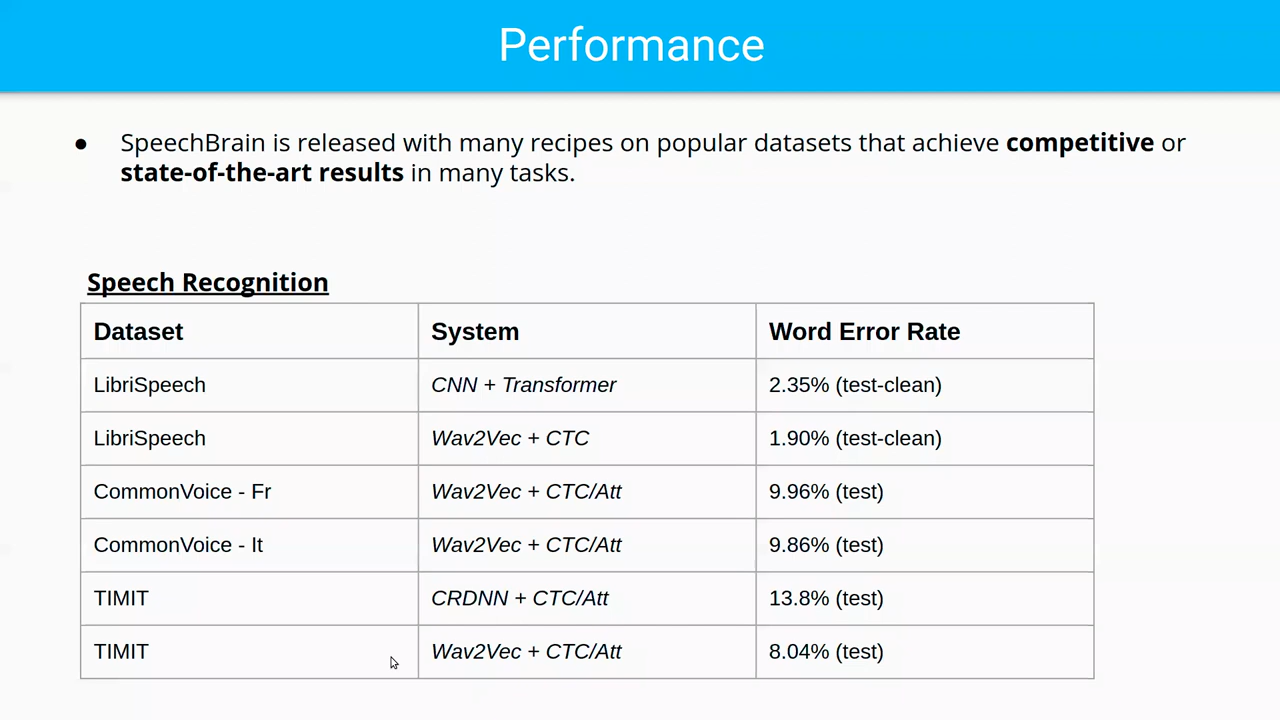 Performance
● SpeechBrain is released with many recipes on popular datasets that achieve competitive or
state-of-the-art results in many tasks.
Speech Recognition
Dataset System Word Error Rate
LibriSpeech CNN + Transformer 2.35% (test-clean)
LibriSpeech Wav2Vec + CTC 1.90% (test-clean)
CommonVoice - Fr Wav2Vec + CTC/Att 9.96% (test)
CommonVoice - It Wav2Vec + CTC/Att 9.86% (test)
TIMIT CRDNN + CTC/Att 13.8% (test)
TIMIT Wav2Vec + CTC/Att 8.04% (test)